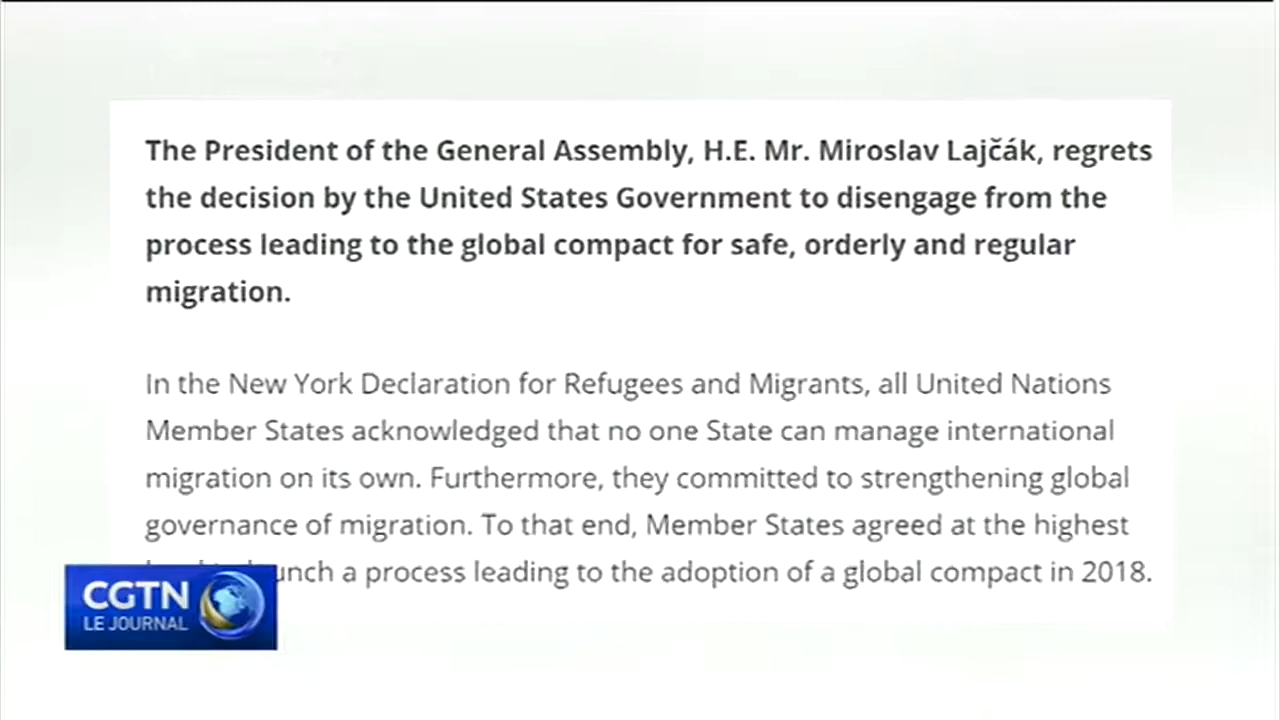 The President of the General Assembly, H.E. Mr. Miroslav Lajčák, regrets
the decision by the United States Government to disengage from the
process leading to the global compact for safe, orderly and regular
migration.
In the New York Declaration for Refugees and Migrants, all United Nations
Member States acknowledged that no one State can manage international
migration on its own. Furthermore, they committed to strengthening global
governance of migration. To that end, Member States agreed at the highest
a process leading to the adoption of a global compact in 2018.
CGTN
LE JOURNAL